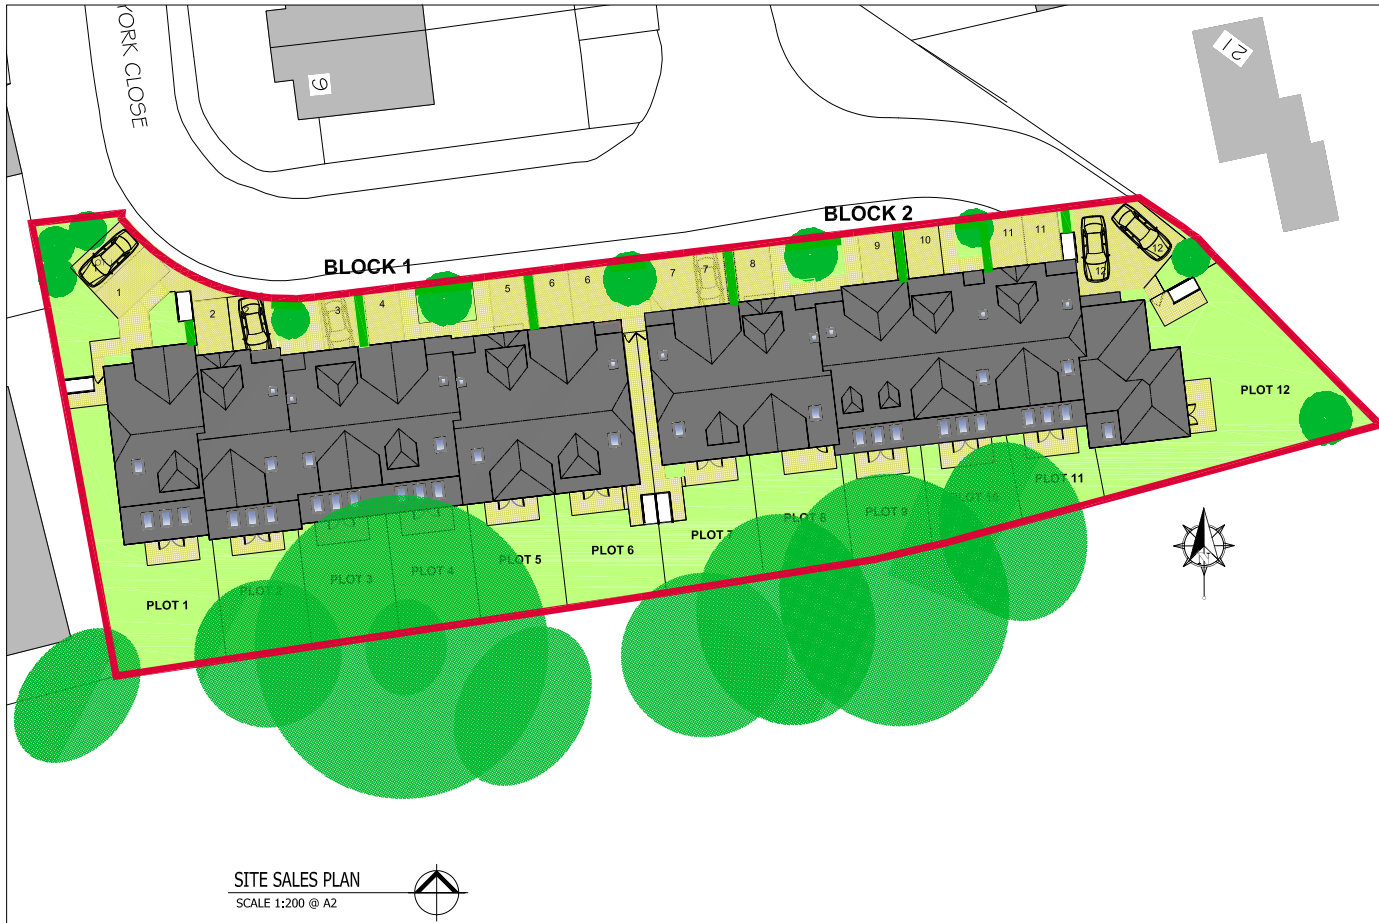 YORK CLOSE
9
21
BLOCK 2
BLOCK 1
1
2
2
3
4
5
6
6
7
7
8
9
10
11
11
12
12
PLOT 1
PLOT 2
PLOT 3
PLOT 4
PLOT 5
PLOT 6
PLOT 7
PLOT 8
PLOT 9
PLOT 10
PLOT 11
PLOT 12
SITE SALES PLAN
SCALE 1:200 @ A2